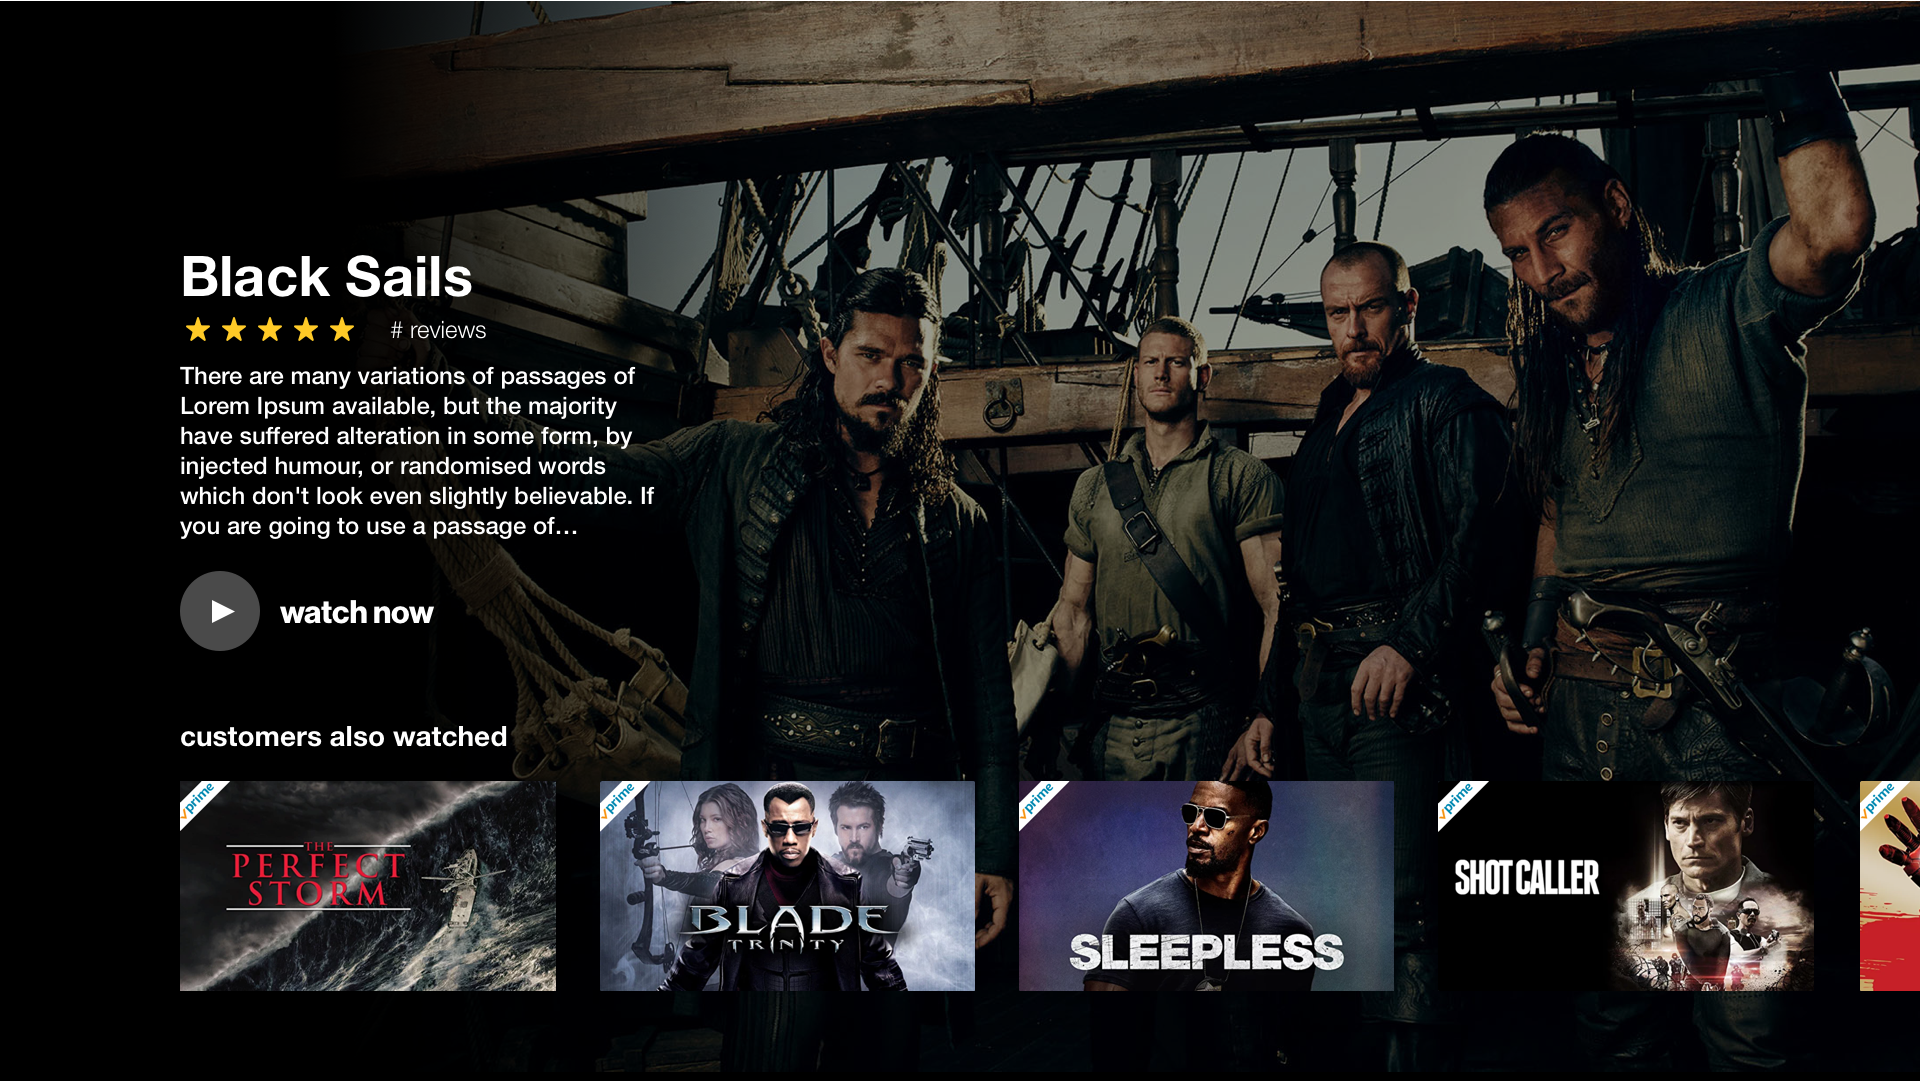 Black Sails
# reviews
There are many variations of passages of
Lorem Ipsum available, but the majority
have suffered alteration in some form, by
injected humour, or randomised words
which don't look even slightly believable. If
you are going to use a passage of...
watch now
customers also watched
prime
THE
PERFECT
STORM
prime
BLADE
TRINITY
prime
SLEEPLESS
prime
SHOT CALLER
prime